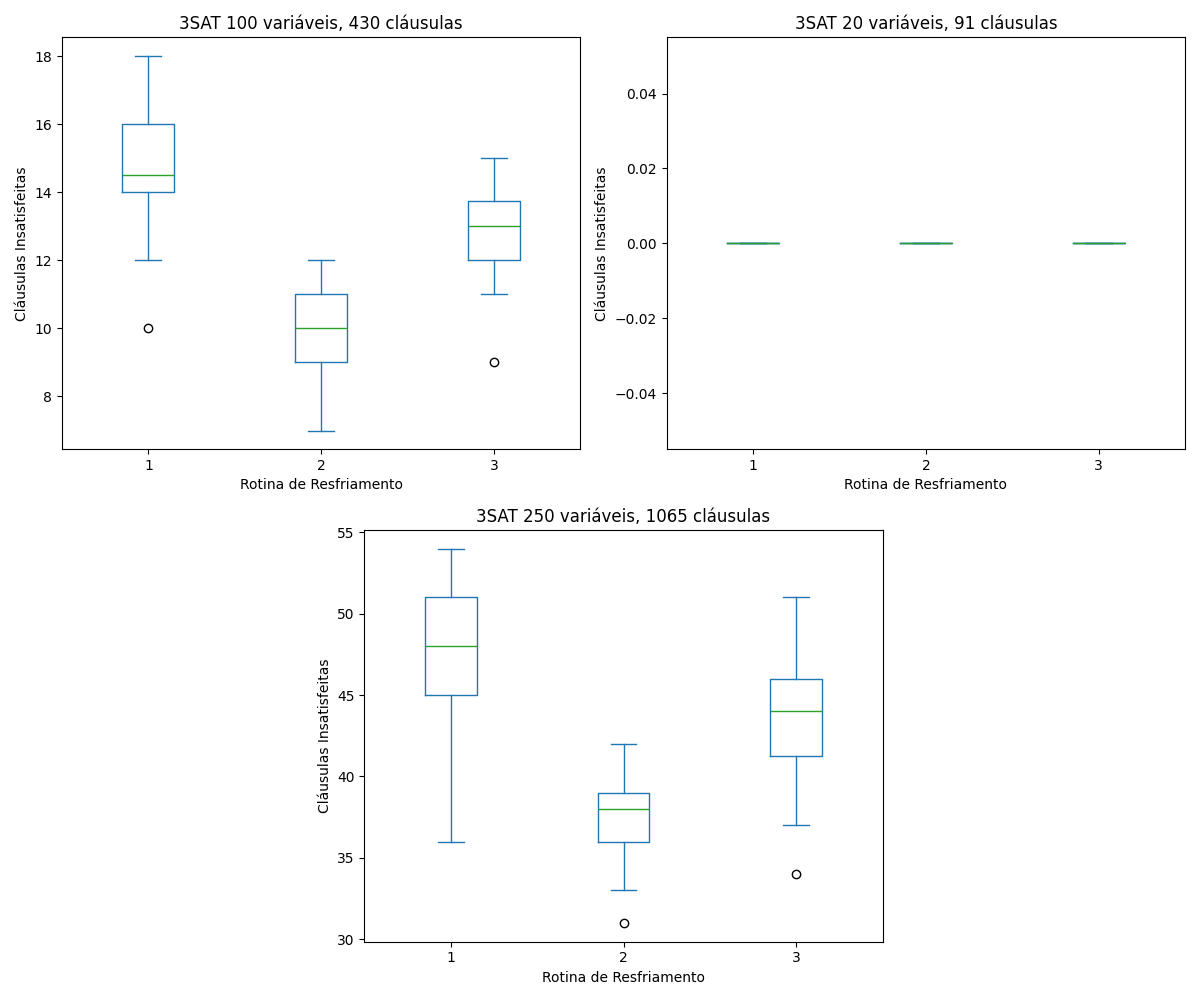 3SAT 100 variáveis, 430 cláusulas
18
16
14
12
10
8
Cláusulas Insatisfeitas
1 2 3
Rotina de Resfriamento
3SAT 20 variáveis, 91 cláusulas
0.04
0.02
0.00
−0.02
−0.04
Cláusulas Insatisfeitas
1 2 3
Rotina de Resfriamento
3SAT 250 variáveis, 1065 cláusulas
55
50
45
40
35
30
Cláusulas Insatisfeitas
1 2 3
Rotina de Resfriamento